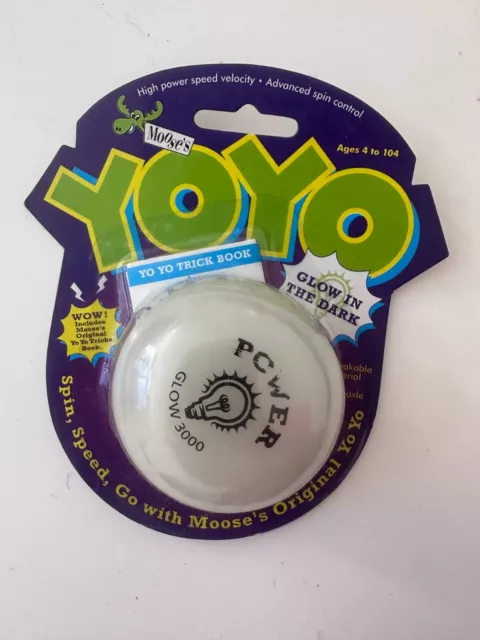 High power speed velocity • Advanced spin control
Moose's
Ages 4 to 104
YOYO
YO YO TRICK BOOK
GLOW IN
THE DARK
WOW!
Includes
Moose's
Original
Yo Yo Tricks
Book.
POWER
GLOW 3000
Spin, Speed, Go with Moose's Original Yo Yo